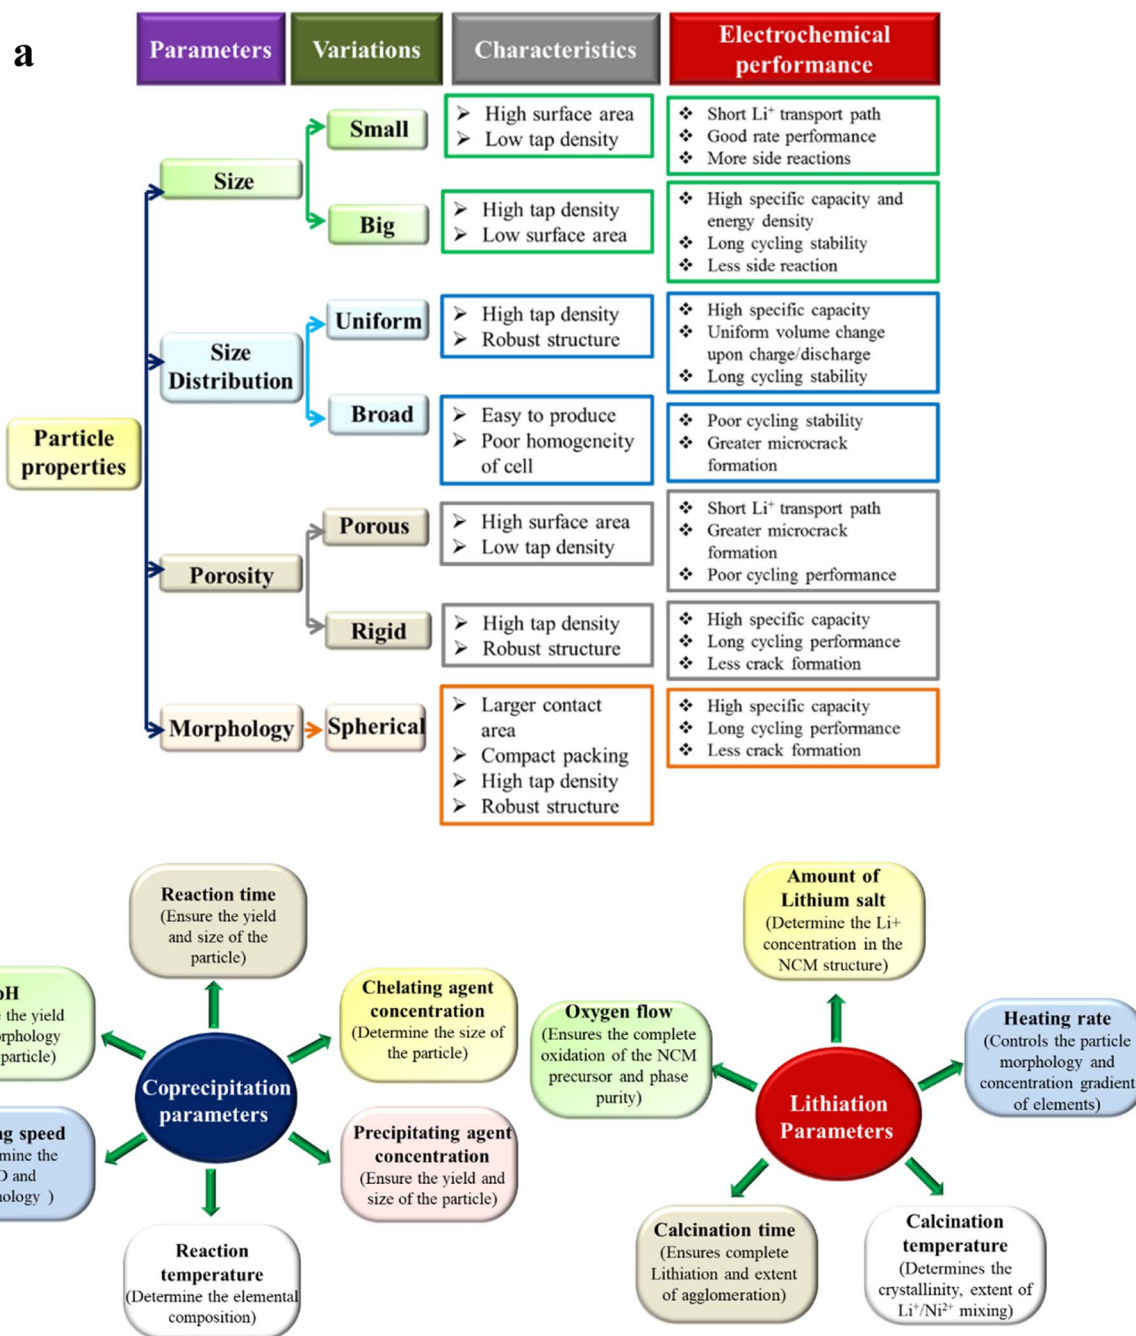 a
Parameters
Variations
Characteristics
Electrochemical
performance
Particle
properties
Size
Small
➢ High surface area
➢ Low tap density
❖ Short Li⁺ transport path
❖ Good rate performance
❖ More side reactions
Big
➢ High tap density
➢ Low surface area
❖ High specific capacity and
energy density
❖ Long cycling stability
❖ Less side reaction
Size
Distribution
Uniform
➢ High tap density
➢ Robust structure
❖ High specific capacity
❖ Uniform volume change
upon charge/discharge
❖ Long cycling stability
Broad
➢ Easy to produce
➢ Poor homogeneity
of cell
❖ Poor cycling stability
❖ Greater microcrack
formation
Porosity
Porous
➢ High surface area
➢ Low tap density
❖ Short Li⁺ transport path
❖ Greater microcrack
formation
❖ Poor cycling performance
Rigid
➢ High tap density
➢ Robust structure
❖ High specific capacity
❖ Long cycling performance
❖ Less crack formation
Morphology
Spherical
➢ Larger contact
area
➢ Compact packing
➢ High tap density
➢ Robust structure
❖ High specific capacity
❖ Long cycling performance
❖ Less crack formation
Coprecipitation
parameters
Reaction time
(Ensure the yield
and size of the
particle)
Chelating agent
concentration
(Determine the size of
the particle)
Precipitating agent
concentration
(Ensure the yield and
size of the particle)
Reaction
temperature
(Determine the elemental
composition)
speed
the
and
)
the yield
particle)
Lithiation
Parameters
Amount of
Lithium salt
(Determine the Li+
concentration in the
NCM structure)
Heating rate
(Controls the particle
morphology and
concentration gradient
of elements)
Calcination
temperature
(Determines the
crystallinity, extent of
Li⁺/Ni²⁺ mixing)
Calcination time
(Ensures complete
Lithiation and extent
of agglomeration)
Oxygen flow
(Ensures the complete
oxidation of the NCM
precursor and phase
purity)